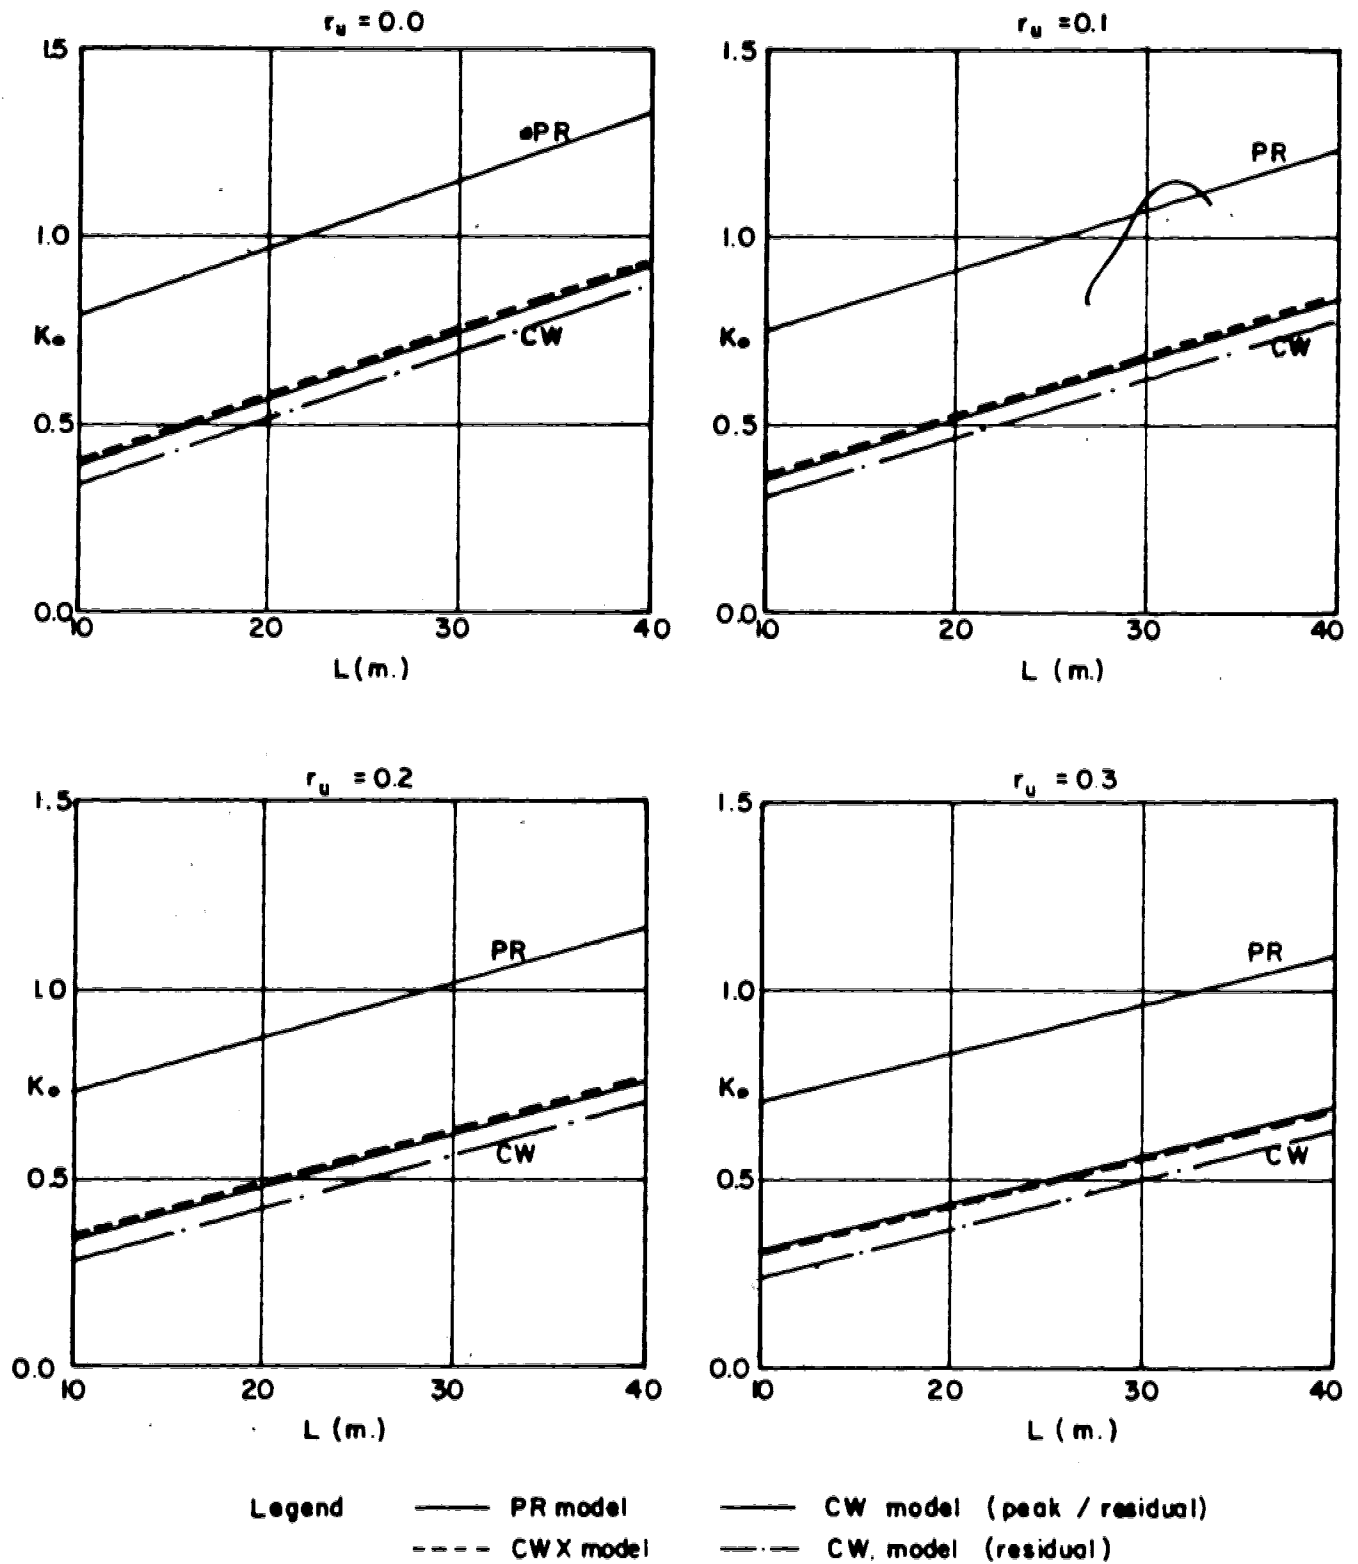 r_u = 0.0
1.5
1.0
0.5
0.0
Ke
PR
CW
10 20 30 40
L (m.)
r_u = 0.1
1.5
1.0
0.5
0.0
Ke
PR
CW
10 20 30 40
L (m.)
r_u = 0.2
1.5
1.0
0.5
0.0
Ke
PR
CW
10 20 30 40
L (m.)
r_u = 0.3
1.5
1.0
0.5
0.0
Ke
PR
CW
10 20 30 40
L (m.)
Legend
PR model
CW model (peak / residual)
CWX model
CW. model (residual)